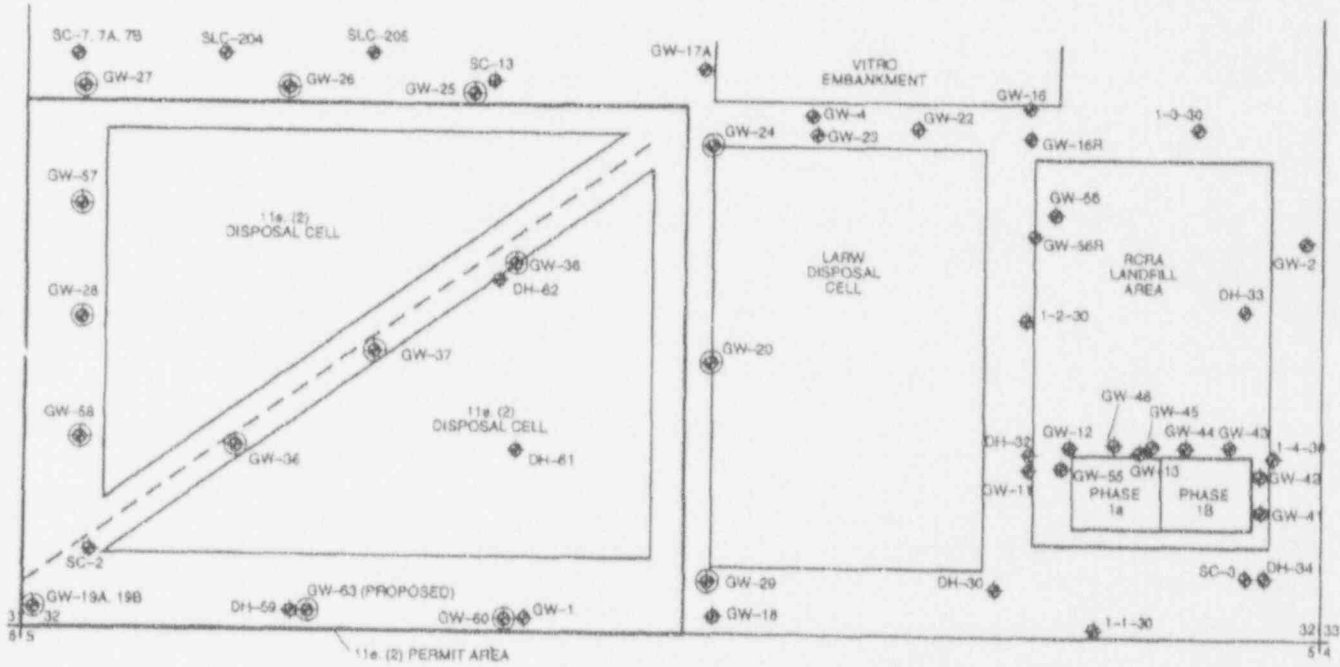 SC-7, 7A, 7B
SLC-204
SLC-205
GW-17A
SC-13
VITRO
EMBANKMENT
GW-27
GW-26
GW-25
GW-16
GW-4
GW-22
1-3-30
GW-24
GW-23
GW-16R
GW-57
GW-56
11e. (2)
DISPOSAL CELL
GW-56R
GW-2
LARW
DISPOSAL
CELL
RCRA
LANDFILL
AREA
GW-36
DH-62
DH-33
GW-28
1-2-30
GW-37
GW-20
11e. (2)
DISPOSAL CELL
GW-46
GW-45
GW-58
GW-12
GW-44
GW-43
DH-32
1-4-30
GW-36
DH-61
GW-13
GW-55
GW-42
GW-11
PHASE
1a
PHASE
1B
GW-41
SC-2
SC-3
DH-34
GW-29
DH-30
GW-19A, 19B
GW-63 (PROPOSED)
DH-59
GW-60
GW-1
GW-18
32
6 5
1-1-30
32 33
5 4
11e. (2) PERMIT AREA